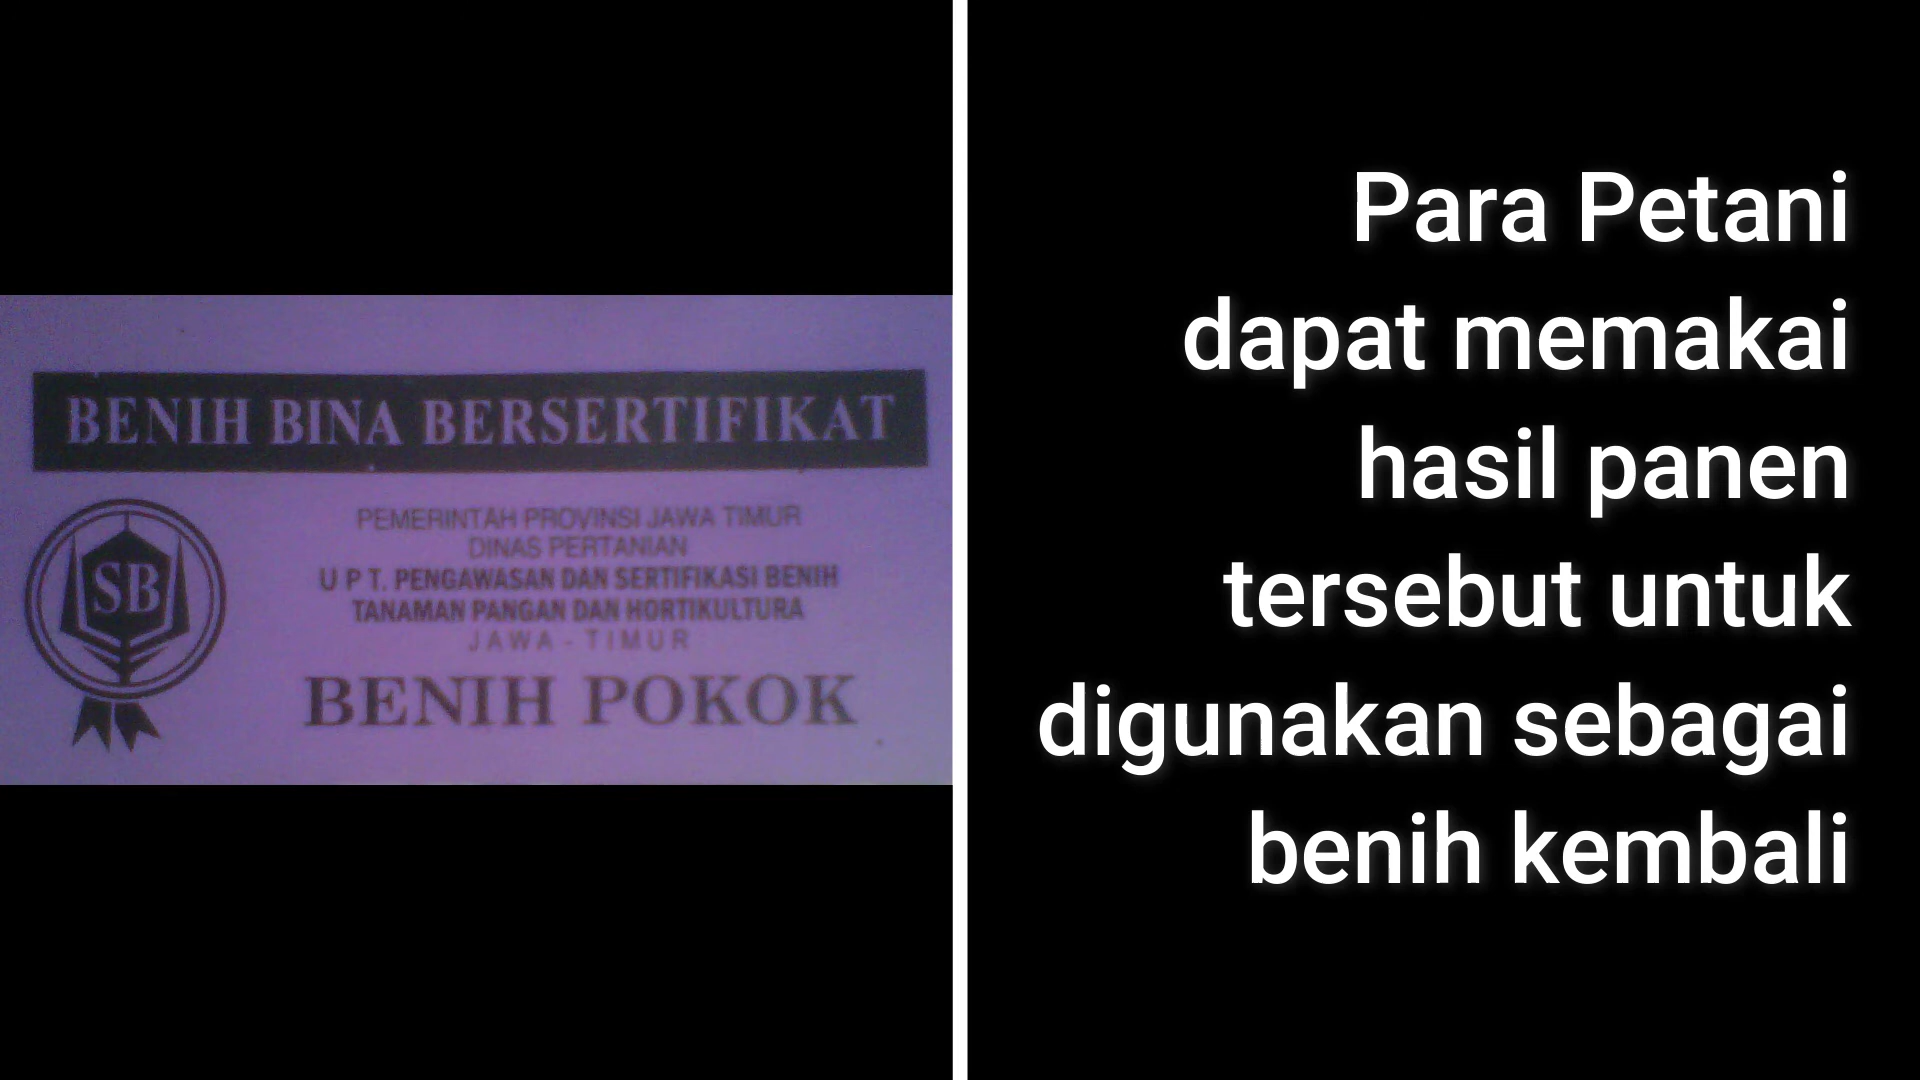 BENIH BINA BERSERTIFIKAT
SB
PEMERINTAH PROVINSI JAWA TIMUR
DINAS PERTANIAN
U P T. PENGAWASAN DAN SERTIFIKASI BENIH
TANAMAN PANGAN DAN HORTIKULTURA
JAWA - TIMUR
BENIH POKOK
Para Petani
dapat memakai
hasil panen
tersebut untuk
digunakan sebagai
benih kembali